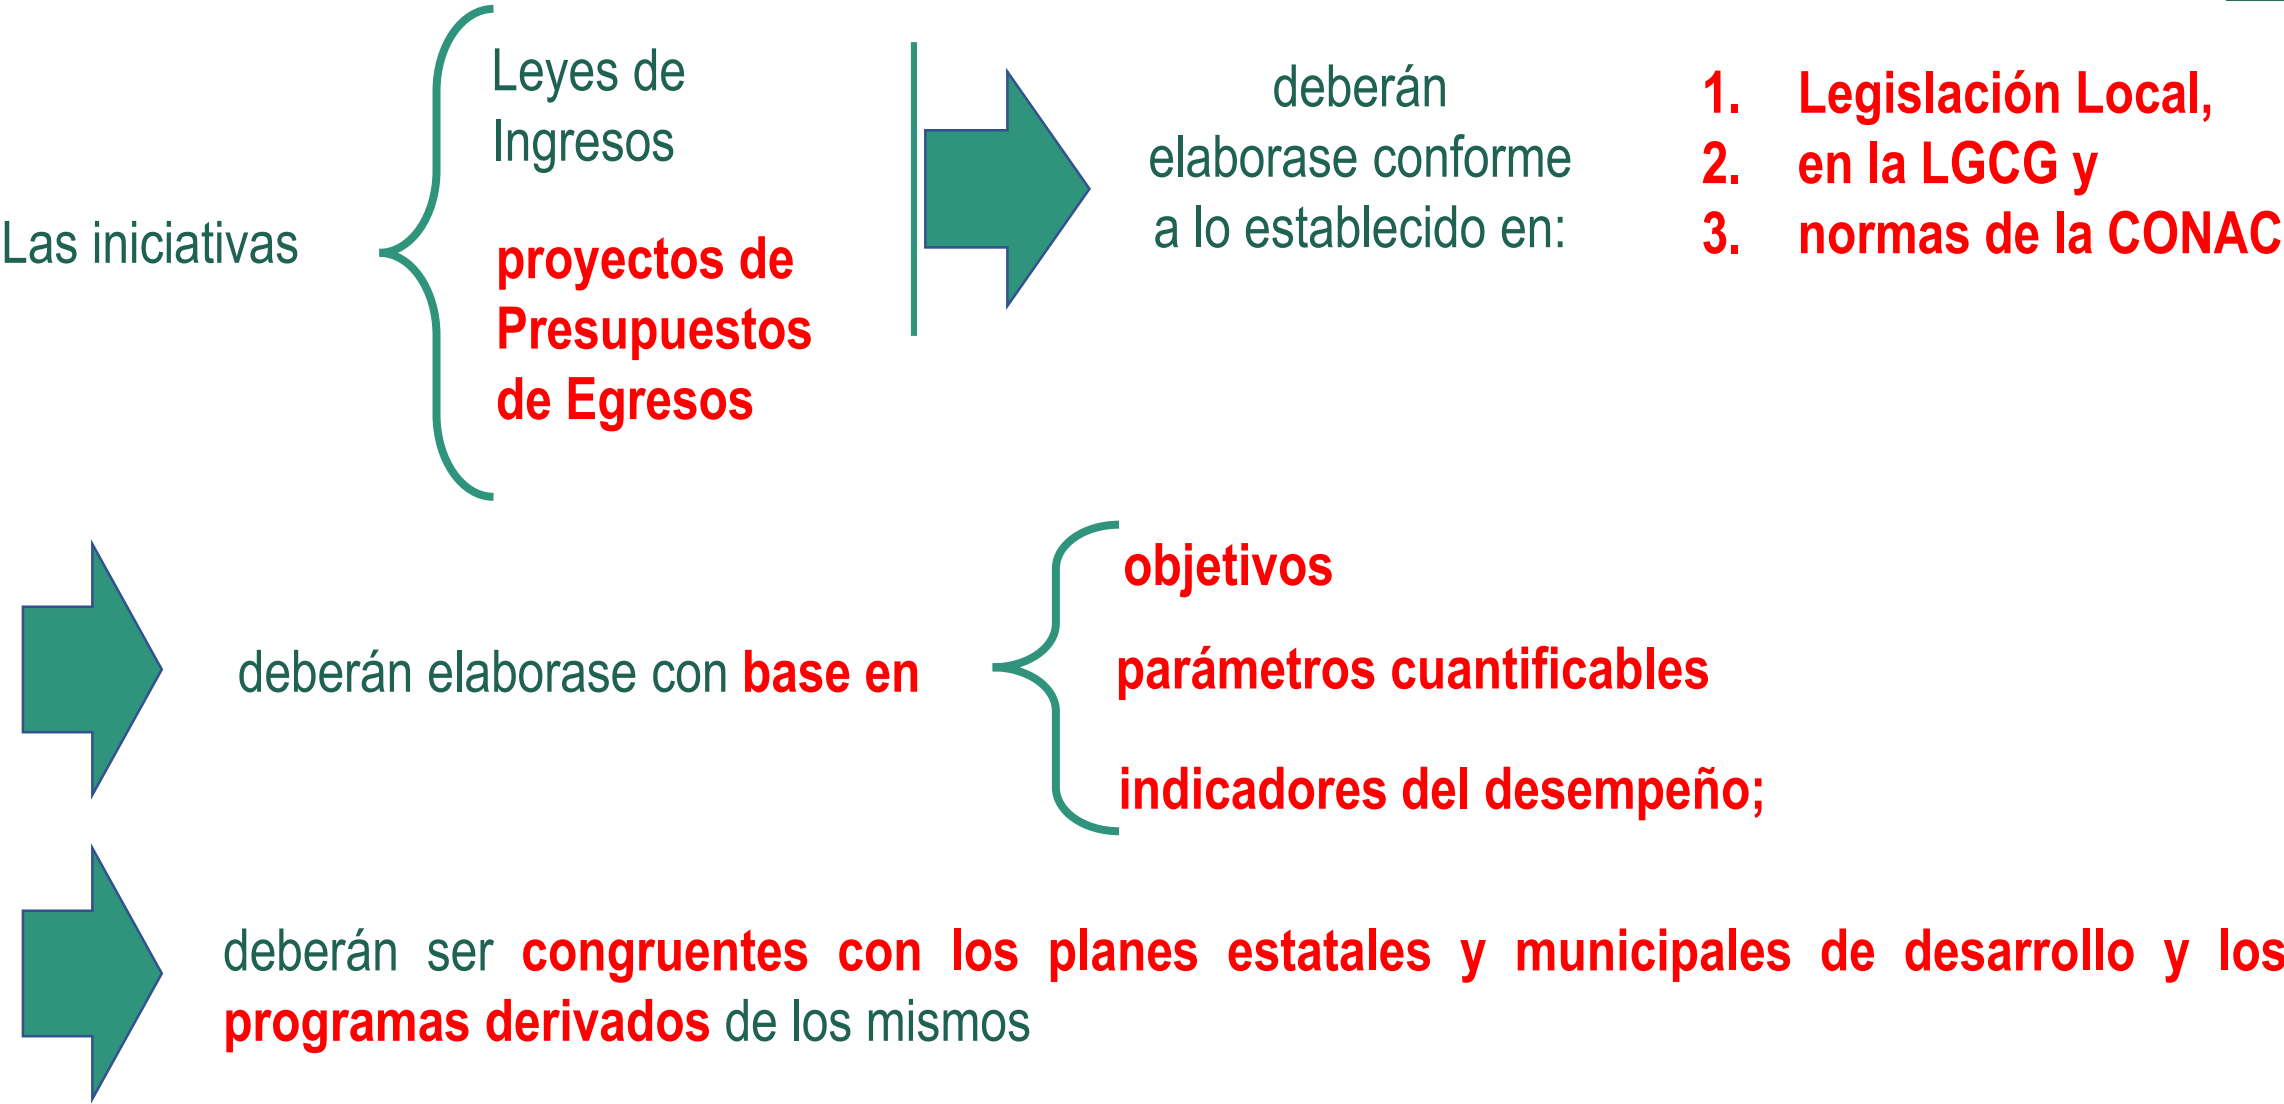 Las iniciativas
Leyes de
Ingresos
proyectos de
Presupuestos
de Egresos
deberán
elaborase conforme
a lo establecido en:
1. Legislación Local,
2. en la LGCG y
3. normas de la CONAC
deberán elaborase con base en
objetivos
parámetros cuantificables
indicadores del desempeño;
deberán ser congruentes con los planes estatales y municipales de desarrollo y los
programas derivados de los mismos